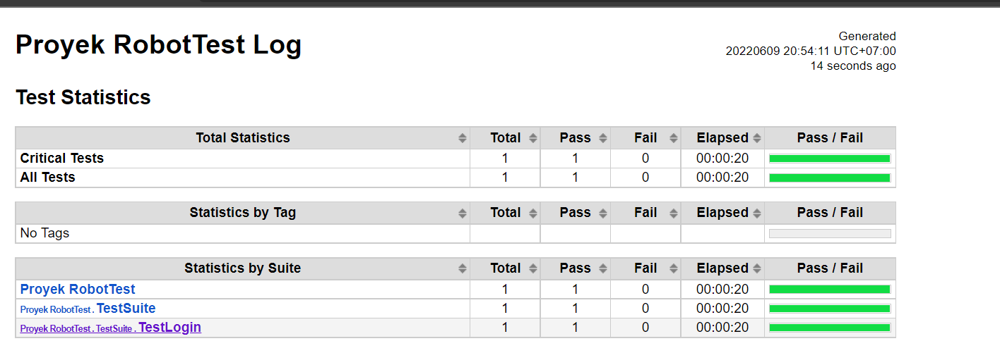 Proyek RobotTest Log
Generated
20220609 20:54:11 UTC+07:00
14 seconds ago
Test Statistics
Total Statistics Total Pass Fail Elapsed Pass / Fail
Critical Tests 1 1 0 00:00:20
All Tests 1 1 0 00:00:20
Statistics by Tag Total Pass Fail Elapsed Pass / Fail
No Tags
Statistics by Suite Total Pass Fail Elapsed Pass / Fail
Proyek RobotTest 1 1 0 00:00:20
Proyek RobotTest . TestSuite 1 1 0 00:00:20
Proyek RobotTest . TestSuite . TestLogin 1 1 0 00:00:20